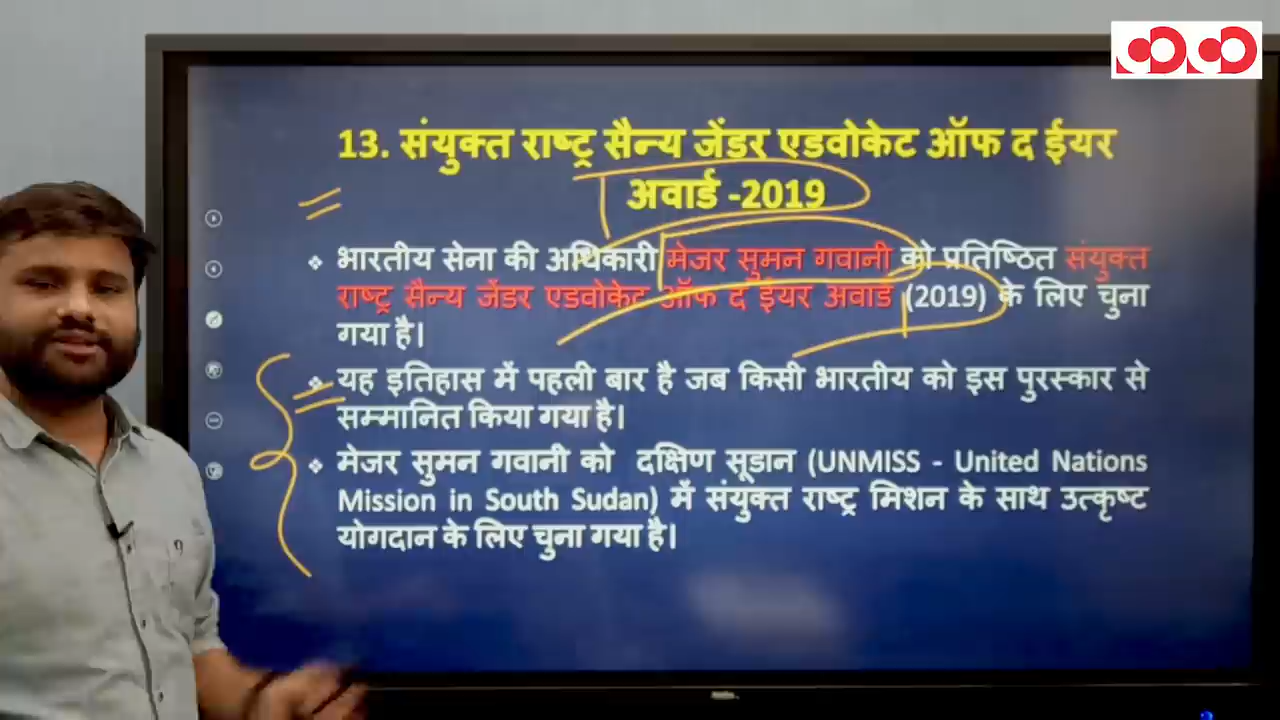 13. संयुक्त राष्ट्र सैन्य जेंडर एडवोकेट ऑफ द ईयर
अवार्ड -2019
❖ भारतीय सेना की अधिकारी मेजर सुमन गवानी को प्रतिष्ठित संयुक्त
राष्ट्र सैन्य जेंडर एडवोकेट ऑफ द ईयर अवार्ड (2019) के लिए चुना
गया है।
❖ यह इतिहास में पहली बार है जब किसी भारतीय को इस पुरस्कार से
सम्मानित किया गया है।
❖ मेजर सुमन गवानी को दक्षिण सूडान (UNMISS - United Nations
Mission in South Sudan) में संयुक्त राष्ट्र मिशन के साथ उत्कृष्ट
योगदान के लिए चुना गया है।